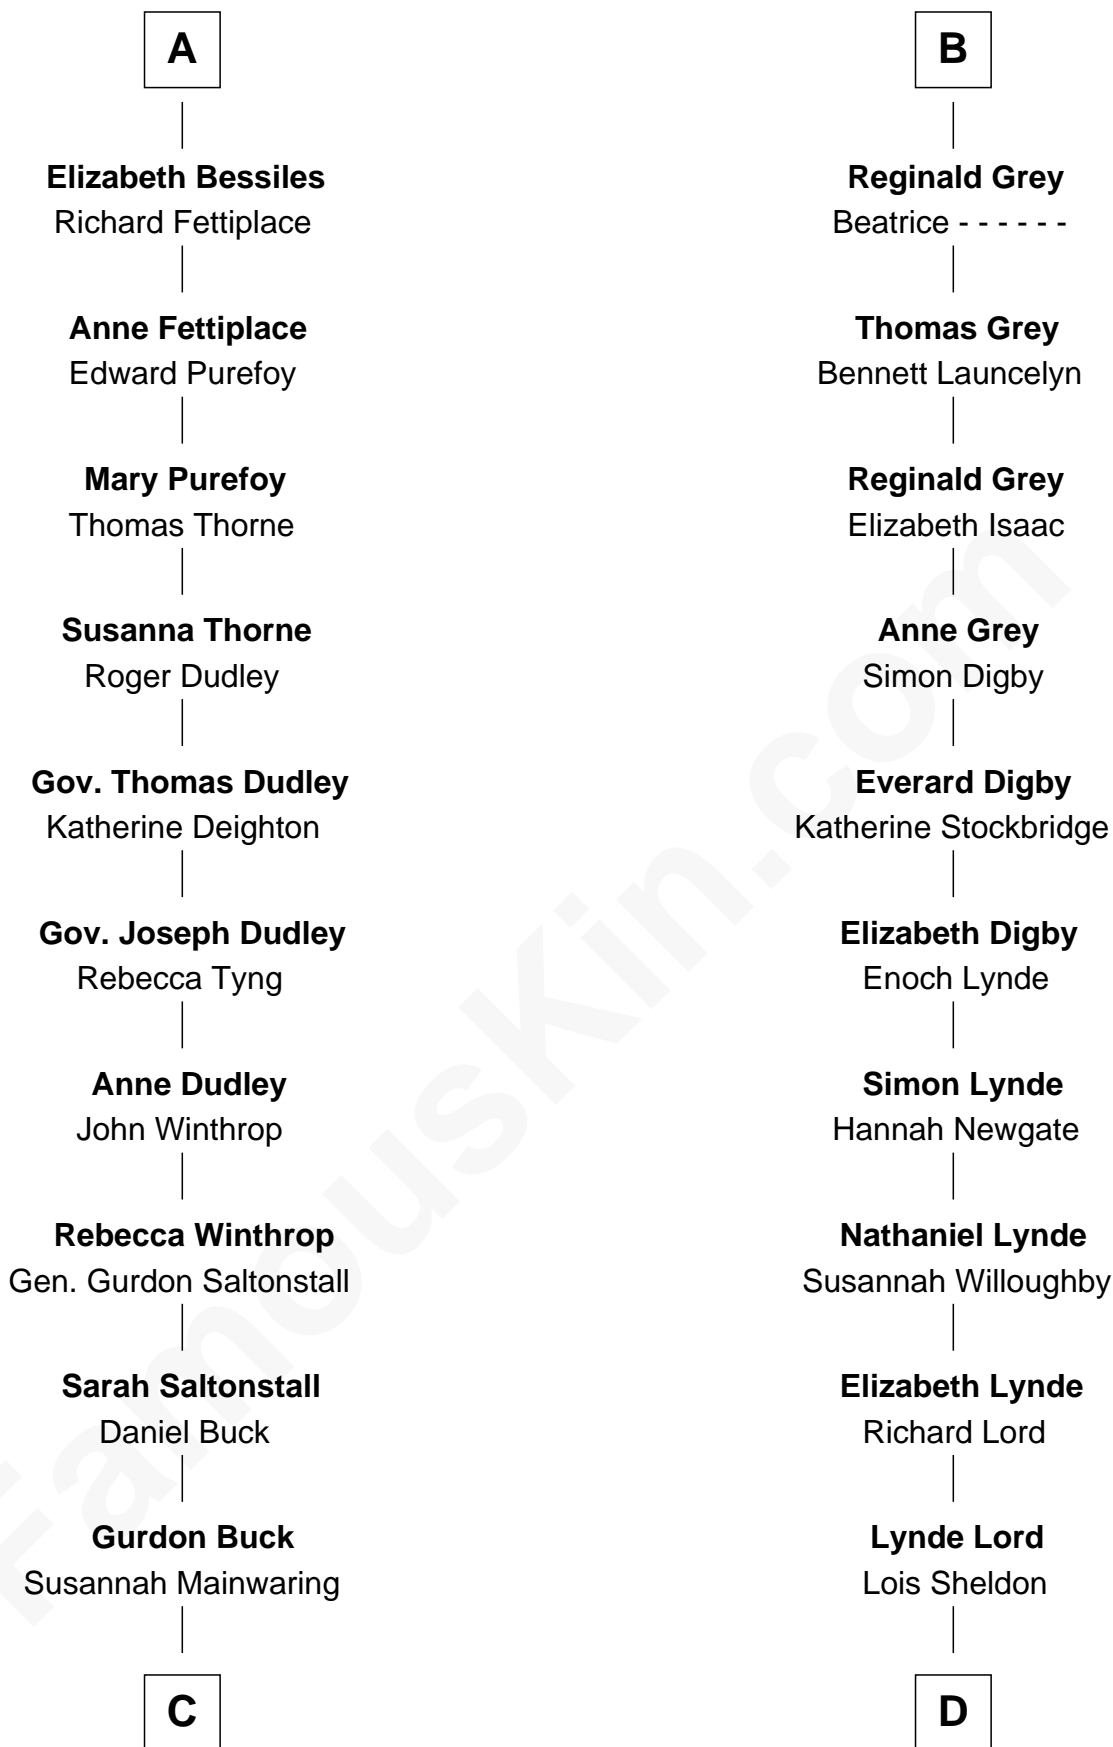 A
Elizabeth Bessiles
Richard Fettiplace
Anne Fettiplace
Edward Purefoy
Mary Purefoy
Thomas Thorne
Susanna Thorne
Roger Dudley
Gov. Thomas Dudley
Katherine Deighton
Gov. Joseph Dudley
Rebecca Tyng
Anne Dudley
John Winthrop
Rebecca Winthrop
Gen. Gurdon Saltonstall
Sarah Saltonstall
Daniel Buck
Gurdon Buck
Susannah Mainwaring
C
B
Reginald Grey
Beatrice - - - - - -
Thomas Grey
Bennett Launcelyn
Reginald Grey
Elizabeth Isaac
Anne Grey
Simon Digby
Everard Digby
Katherine Stockbridge
Elizabeth Digby
Enoch Lynde
Simon Lynde
Hannah Newgate
Nathaniel Lynde
Susannah Willoughby
Elizabeth Lynde
Richard Lord
Lynde Lord
Lois Sheldon
D
FamousKin.com